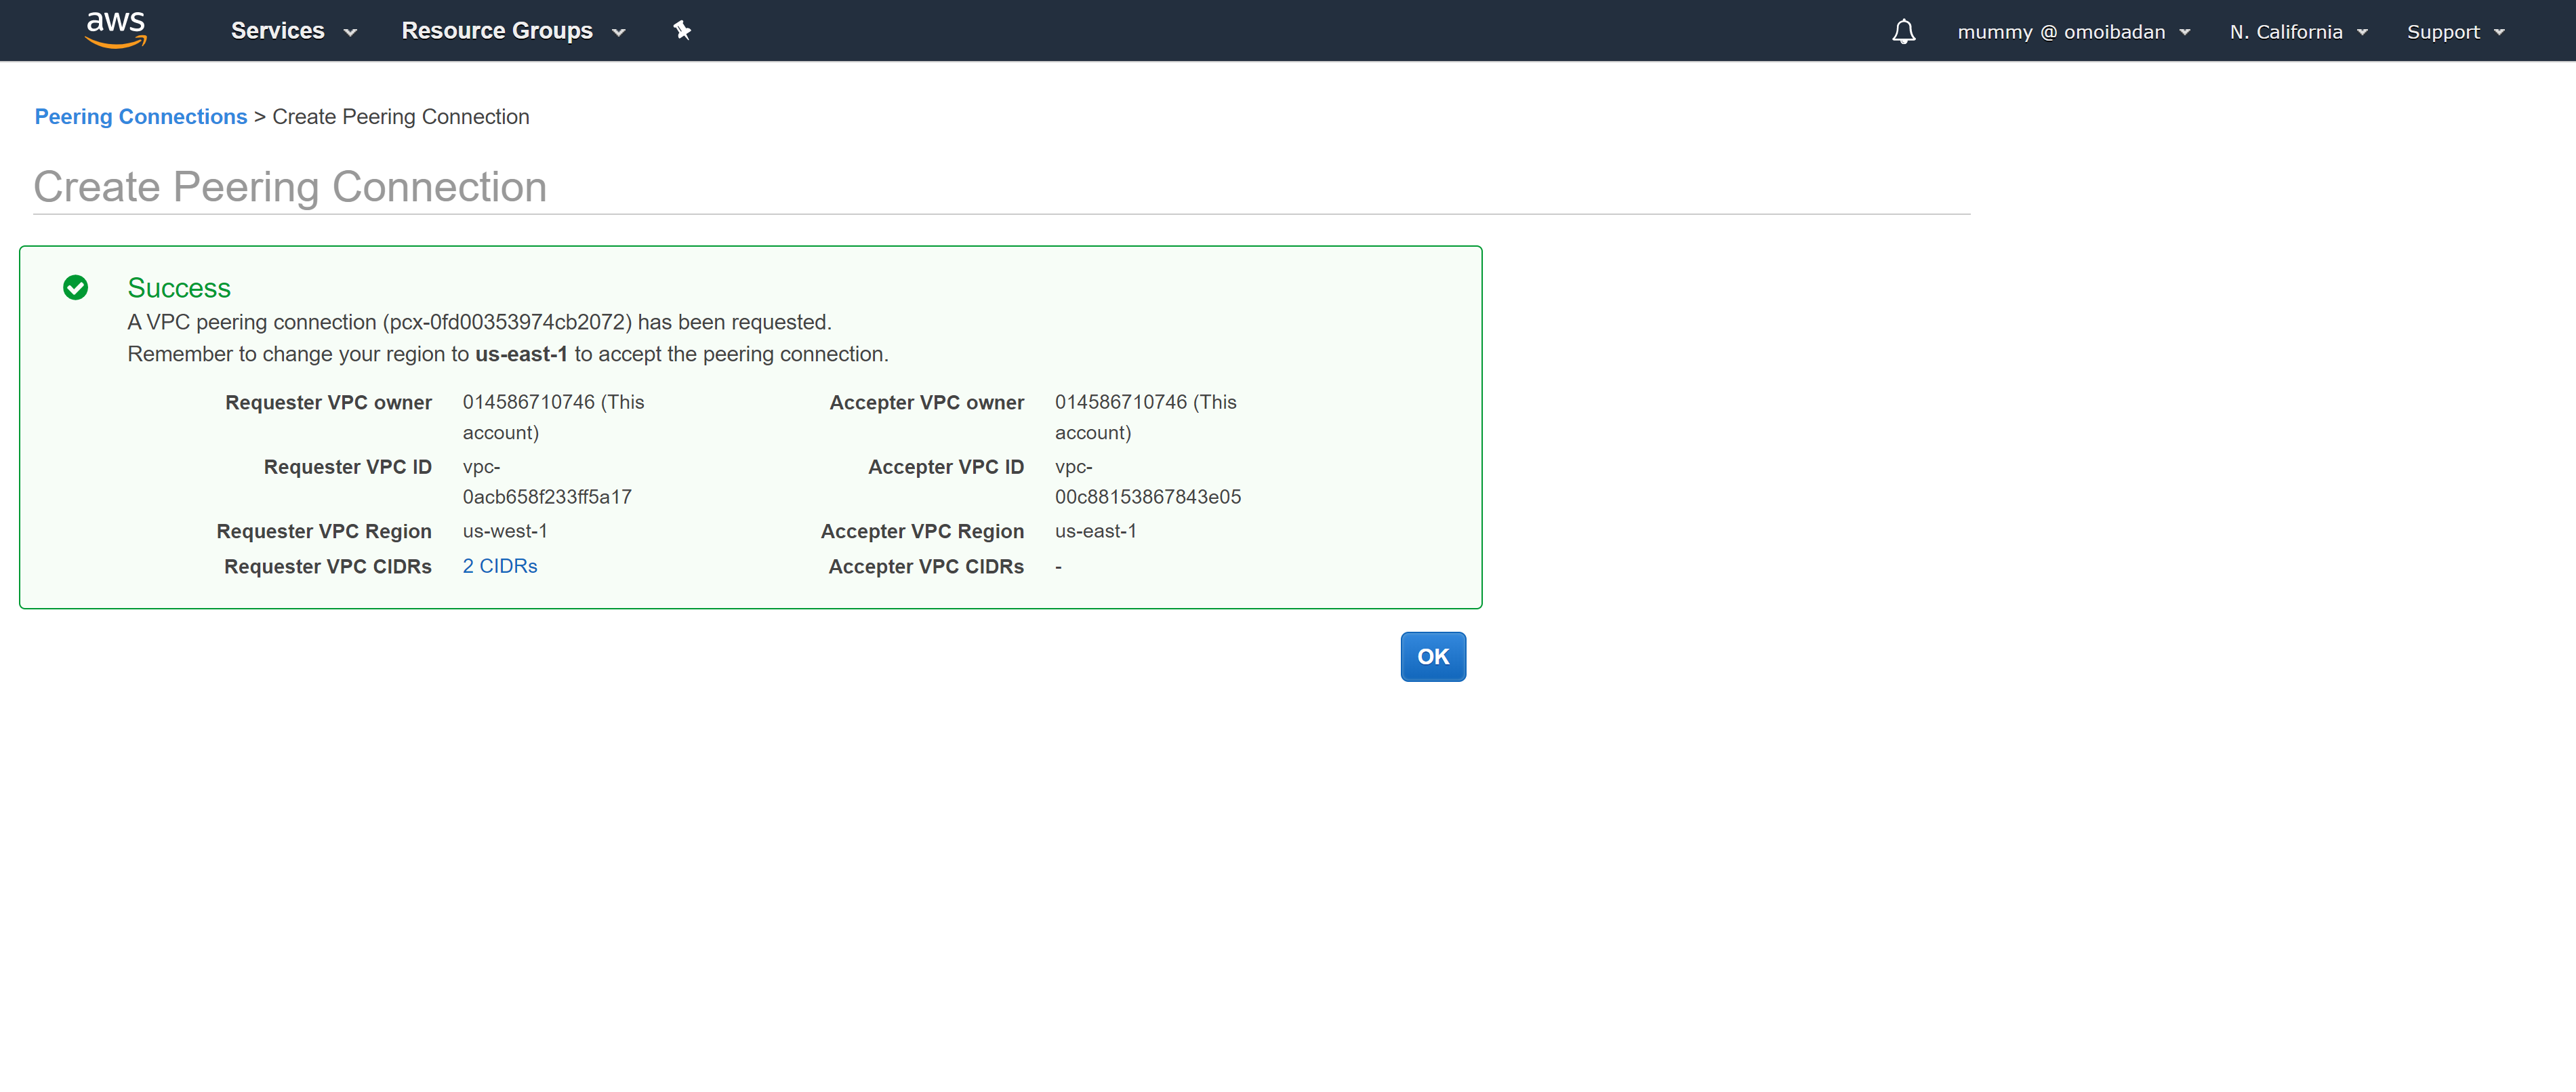 aws Services Resource Groups mummy @ omoibadan N. California Support
Peering Connections > Create Peering Connection
Create Peering Connection
Success
A VPC peering connection (pcx-0fd00353974cb2072) has been requested.
Remember to change your region to us-east-1 to accept the peering connection.
Requester VPC owner 014586710746 (This account) Accepter VPC owner 014586710746 (This account)
Requester VPC ID vpc-0acb658f233ff5a17 Accepter VPC ID vpc-00c88153867843e05
Requester VPC Region us-west-1 Accepter VPC Region us-east-1
Requester VPC CIDRs 2 CIDRs Accepter VPC CIDRs -
OK